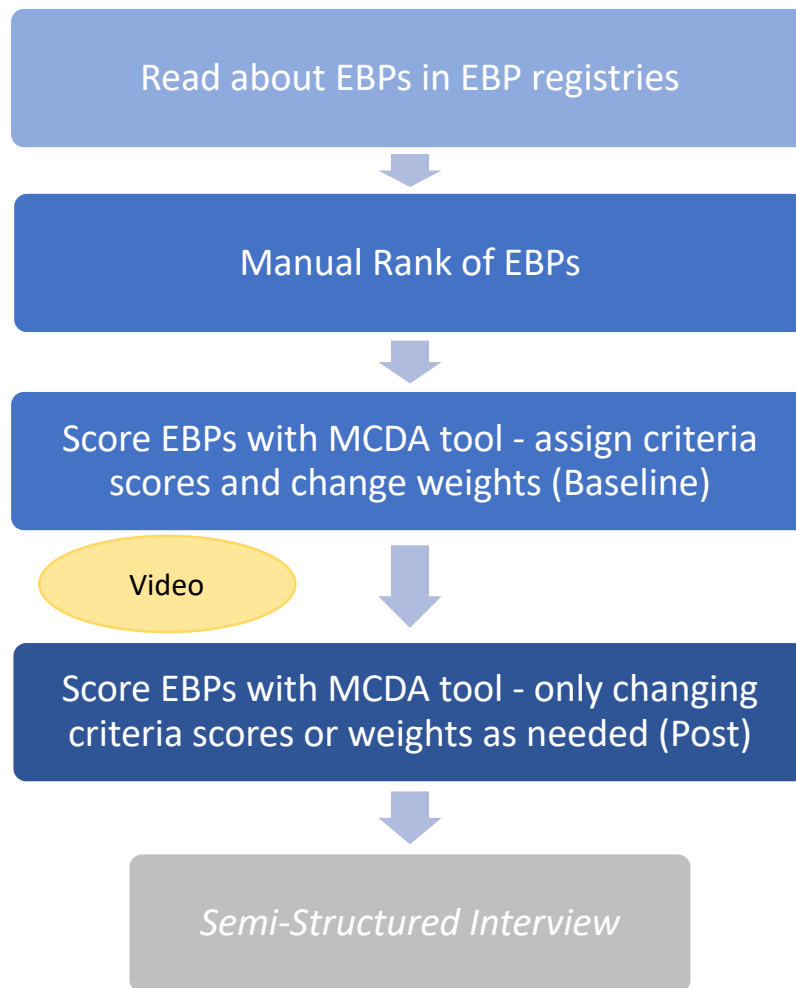 Read about EBPs in EBP registries
Manual Rank of EBPs
Score EBPs with MCDA tool - assign criteria
scores and change weights (Baseline)
Video
Score EBPs with MCDA tool - only changing
criteria scores or weights as needed (Post)
Semi-Structured Interview